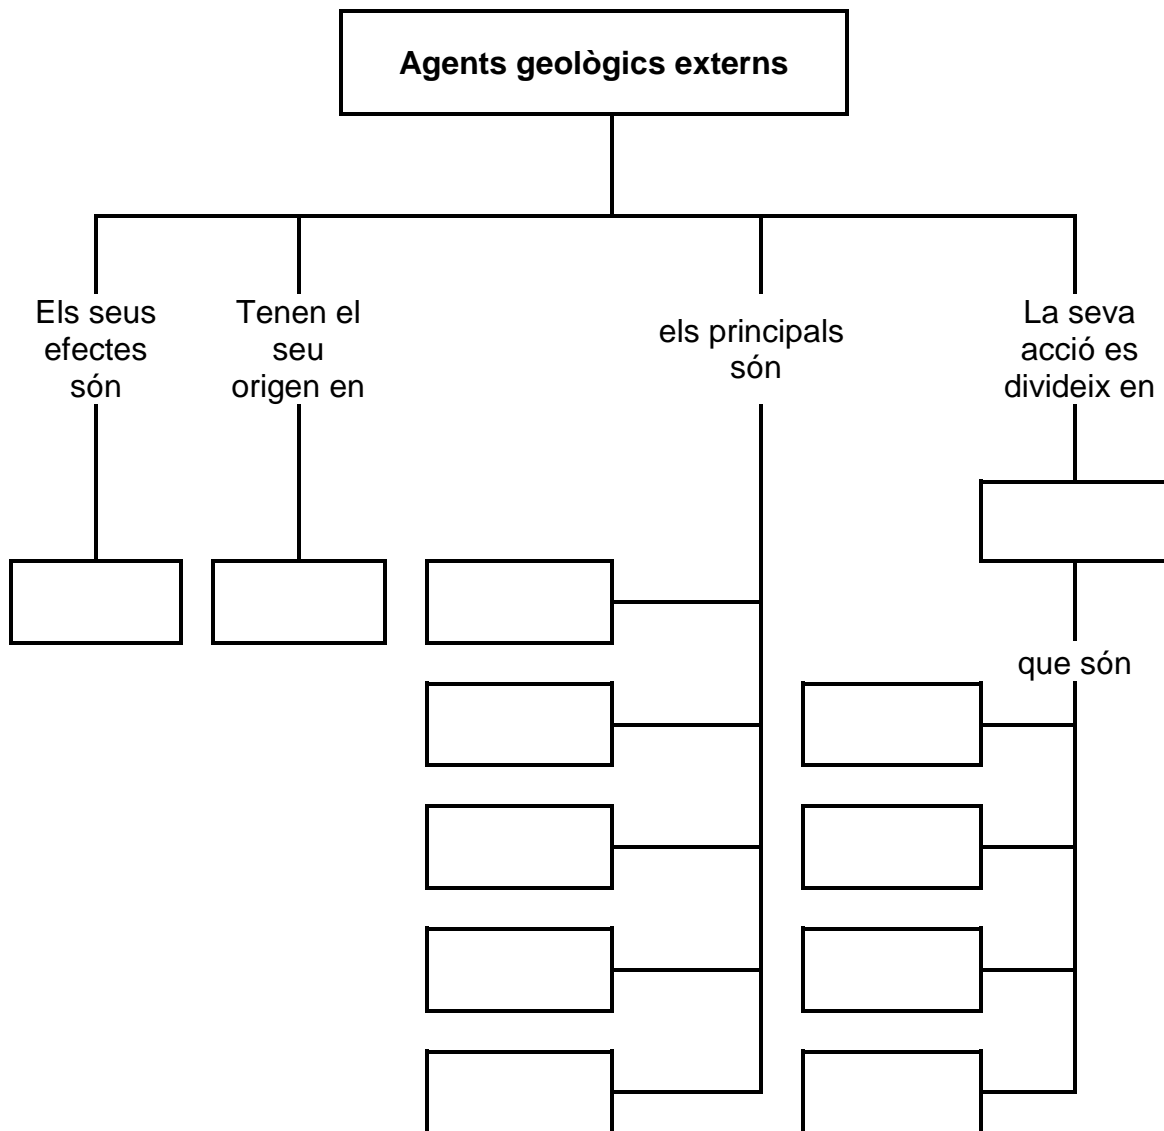 Agents geològics externs
Els seus
efectes
són
Tenen el
seu
origen en
els principals
són
La seva
acció es
divideix en
que són